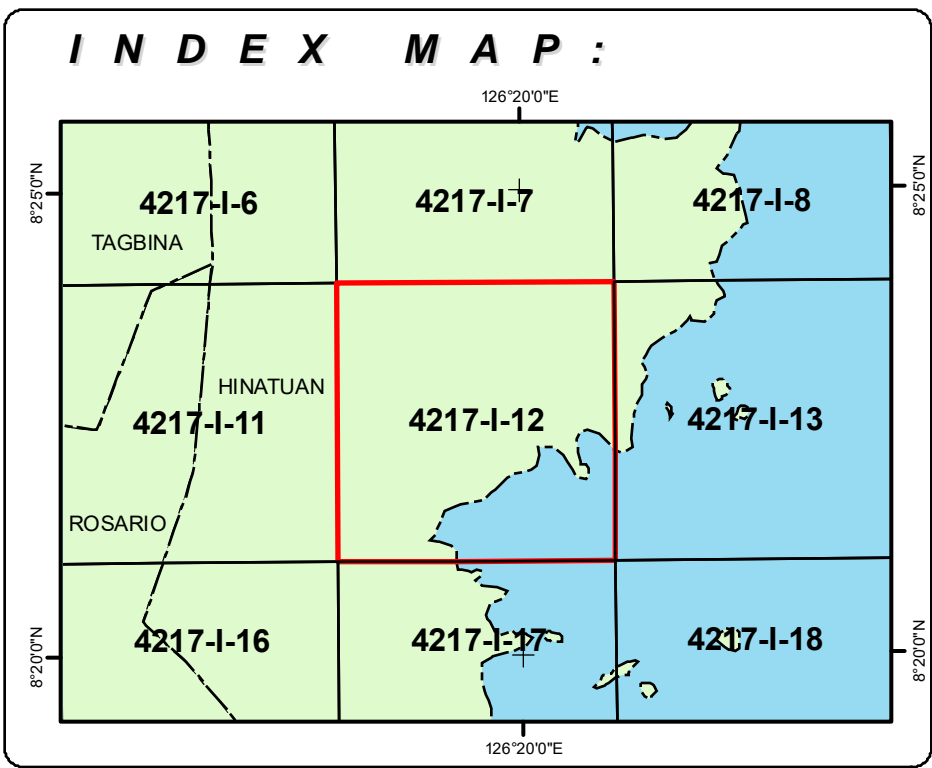 INDEX MAP:
126°20'0"E
8°25'0"N
8°25'0"N
4217-I-6
4217-I-7
4217-I-8
TAGBINA
HINATUAN
4217-I-11
4217-I-12
4217-I-13
ROSARIO
4217-I-16
4217-I-17
4217-I-18
8°20'0"N
8°20'0"N
126°20'0"E